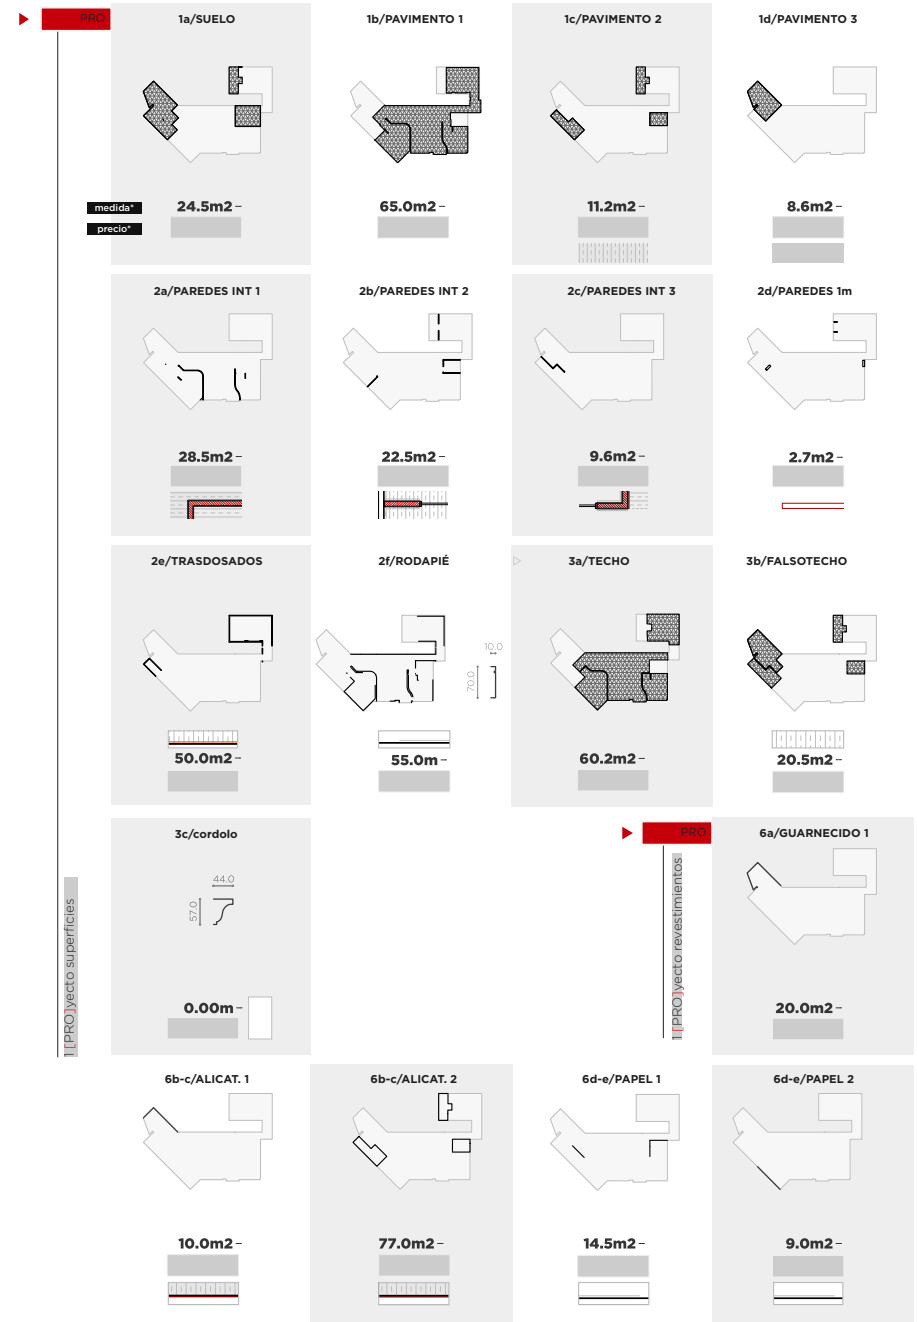 PRO
1a/SUELO
1b/PAVIMENTO 1
1c/PAVIMENTO 2
1d/PAVIMENTO 3
medida*
24.5m2 –
65.0m2 –
11.2m2 –
8.6m2 –
precio*
2a/PAREDES INT 1
2b/PAREDES INT 2
2c/PAREDES INT 3
2d/PAREDES 1m
28.5m2 –
22.5m2 –
9.6m2 –
2.7m2 –
2e/TRASDOSADOS
2f/RODAPIÉ
3a/TECHO
3b/FALSOTECHO
10.0
70.0
50.0m2 –
55.0m –
60.2m2 –
20.5m2 –
3c/cordolo
44.0
57.0
0.00m –
1 [PRO]yecto superficies
PRO
6a/GUARNECIDO 1
20.0m2 –
1 [PRO]yecto revestimientos
6b-c/ALICAT. 1
6b-c/ALICAT. 2
6d-e/PAPEL 1
6d-e/PAPEL 2
10.0m2 –
77.0m2 –
14.5m2 –
9.0m2 –